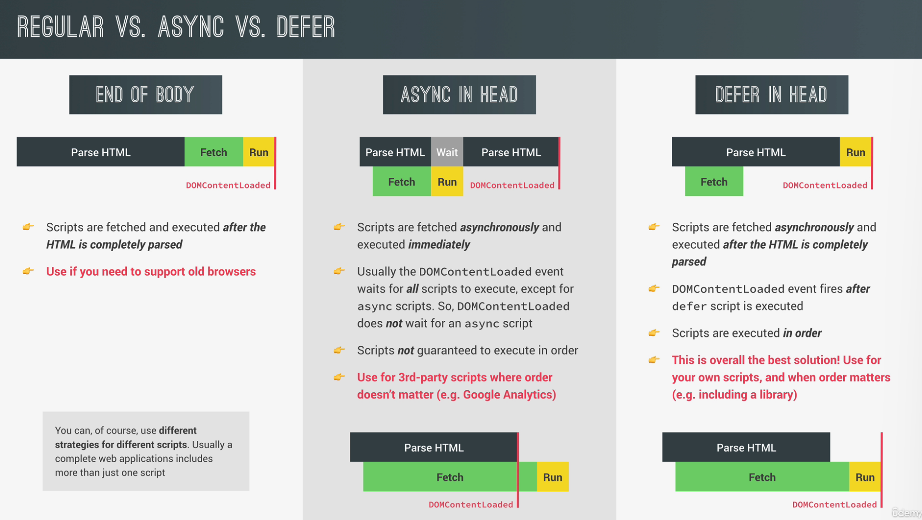 REGULAR VS. ASYNC VS. DEFER
END OF BODY
Parse HTML
Fetch
Run
DOMContentLoaded
👉 Scripts are fetched and executed after the
HTML is completely parsed
👉 Use if you need to support old browsers
You can, of course, use different
strategies for different scripts. Usually a
complete web applications includes
more than just one script
ASYNC IN HEAD
Parse HTML
Wait
Parse HTML
Fetch
Run
DOMContentLoaded
👉 Scripts are fetched asynchronously and
executed immediately
👉 Usually the DOMContentLoaded event
waits for all scripts to execute, except for
async scripts. So, DOMContentLoaded
does not wait for an async script
👉 Scripts not guaranteed to execute in order
👉 Use for 3rd-party scripts where order
doesn't matter (e.g. Google Analytics)
Parse HTML
Fetch
Run
DOMContentLoaded
DEFER IN HEAD
Parse HTML
Run
Fetch
DOMContentLoaded
👉 Scripts are fetched asynchronously and
executed after the HTML is completely
parsed
👉 DOMContentLoaded event fires after
defer script is executed
👉 Scripts are executed in order
👉 This is overall the best solution! Use for
your own scripts, and when order matters
(e.g. including a library)
Parse HTML
Fetch
Run
DOMContentLoaded
Udemy